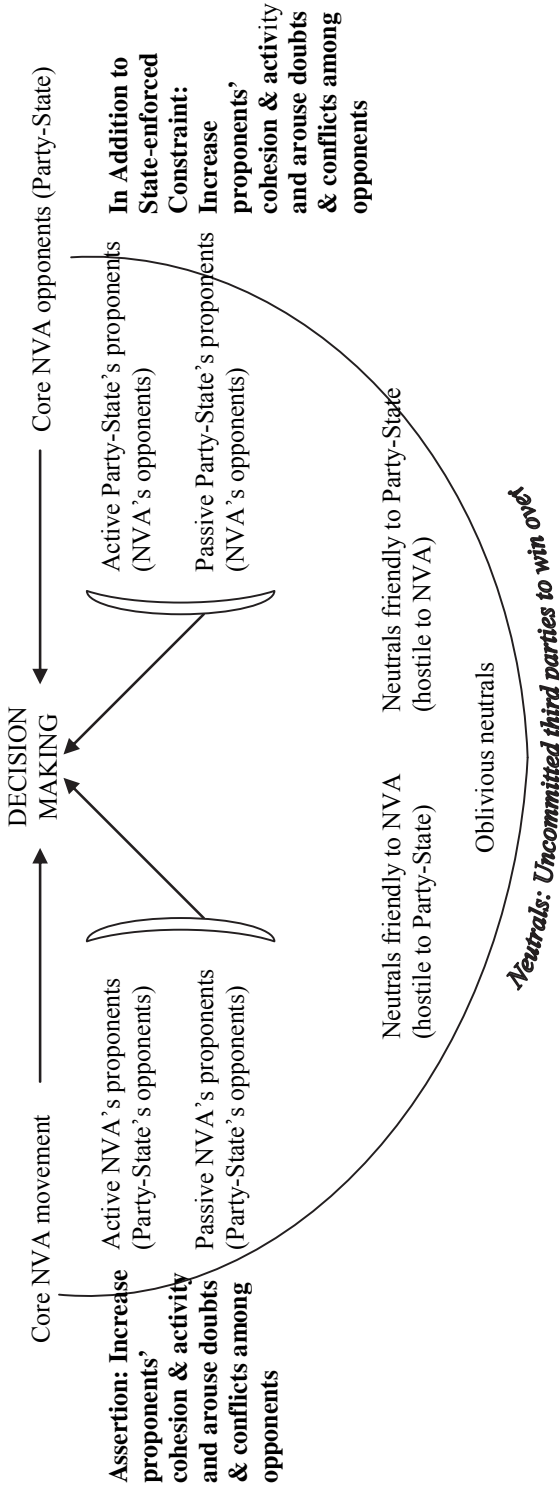 Core NVA movement
DECISION
MAKING
Core NVA opponents (Party-State)
Assertion: Increase
proponents’
cohesion & activity
and arouse doubts
& conflicts among
opponents
Active NVA’s proponents
(Party-State’s opponents)
Passive NVA’s proponents
(Party-State’s opponents)
Active Party-State’s proponents
(NVA’s opponents)
Passive Party-State’s proponents
(NVA’s opponents)
In Addition to
State-enforced
Constraint:
Increase
proponents’
cohesion & activity
and arouse doubts
& conflicts among
opponents
Neutrals friendly to NVA
(hostile to Party-State)
Neutrals friendly to Party-State
(hostile to NVA)
Oblivious neutrals
Neutrals: Uncommitted third parties to win over